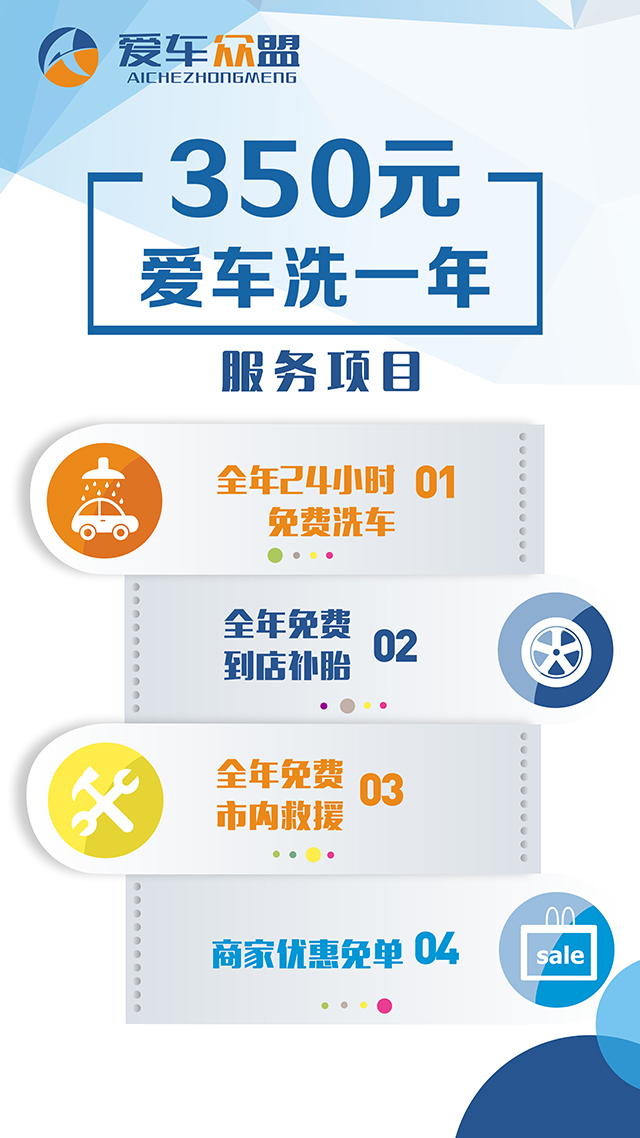 爱车众盟
AICHEZHONGMENG
350元
爱车洗一年
服务项目
全年24小时
免费洗车
01
全年免费
到店补胎
02
全年免费
市内救援
03
商家优惠免单 04
sale